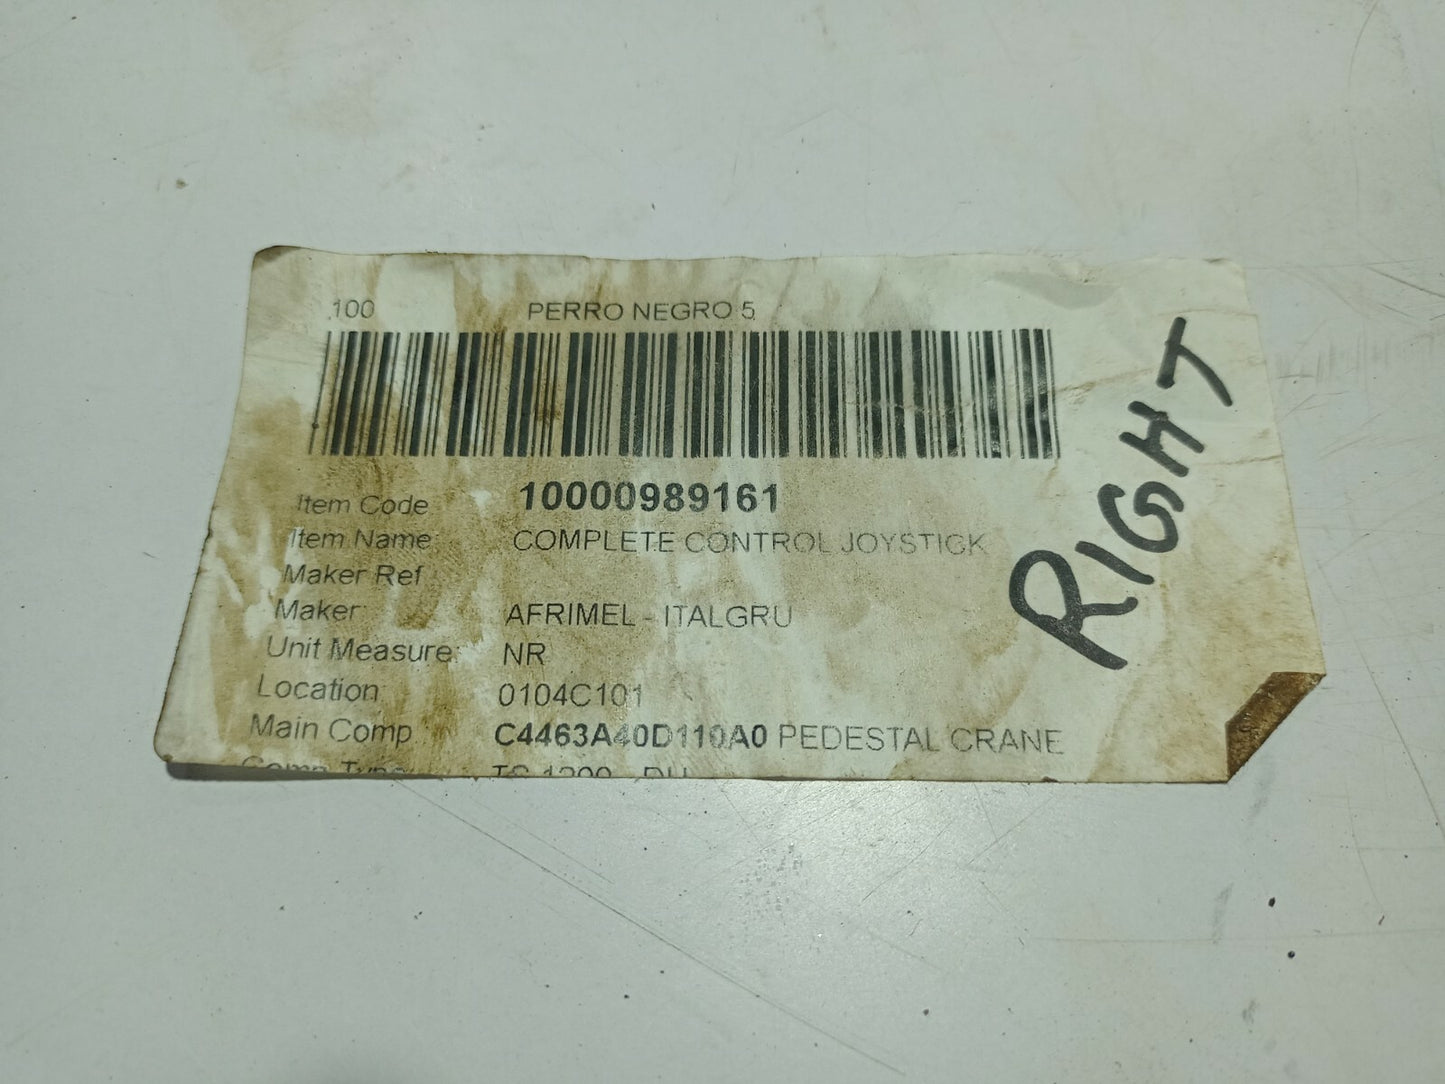 100 PERRO NEGRO 5
Item Code 10000989161
Item Name: COMPLETE CONTROL JOYSTICK
Maker Ref
Maker: AFRIMEL - ITALGRU
Unit Measure: NR
Location: 0104C101
Main Comp C4463A40D110A0 PEDESTAL CRANE
RIGHT